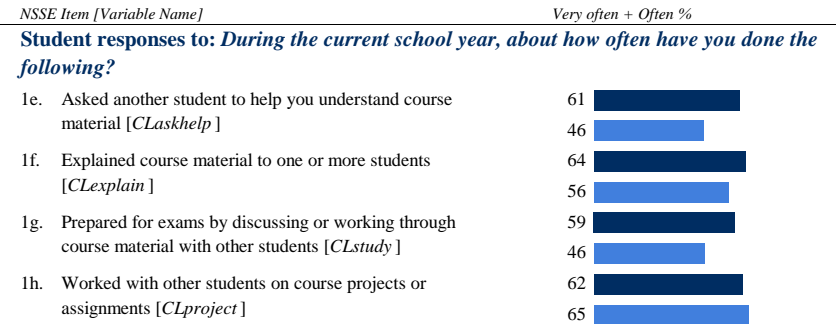 NSSE Item [Variable Name] Very often + Often %
Student responses to: During the current school year, about how often have you done the
following?
1e. Asked another student to help you understand course 61
material [CLaskhelp ] 46
1f. Explained course material to one or more students 64
[CLexplain ] 56
1g. Prepared for exams by discussing or working through 59
course material with other students [CLstudy ] 46
1h. Worked with other students on course projects or 62
assignments [CLproject ] 65